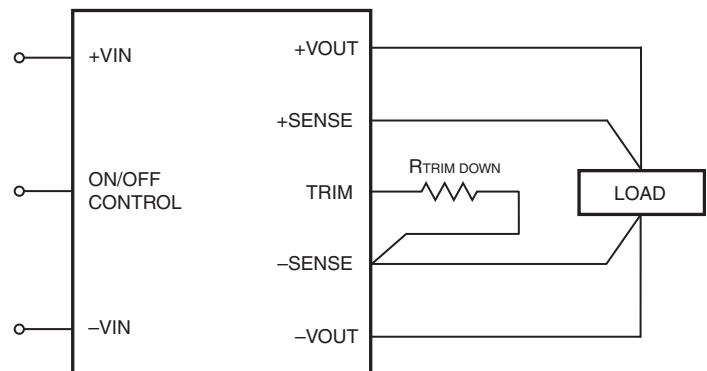 +VIN
ON/OFF
CONTROL
–VIN
+VOUT
+SENSE
TRIM
–SENSE
–VOUT
RTRIM DOWN
LOAD